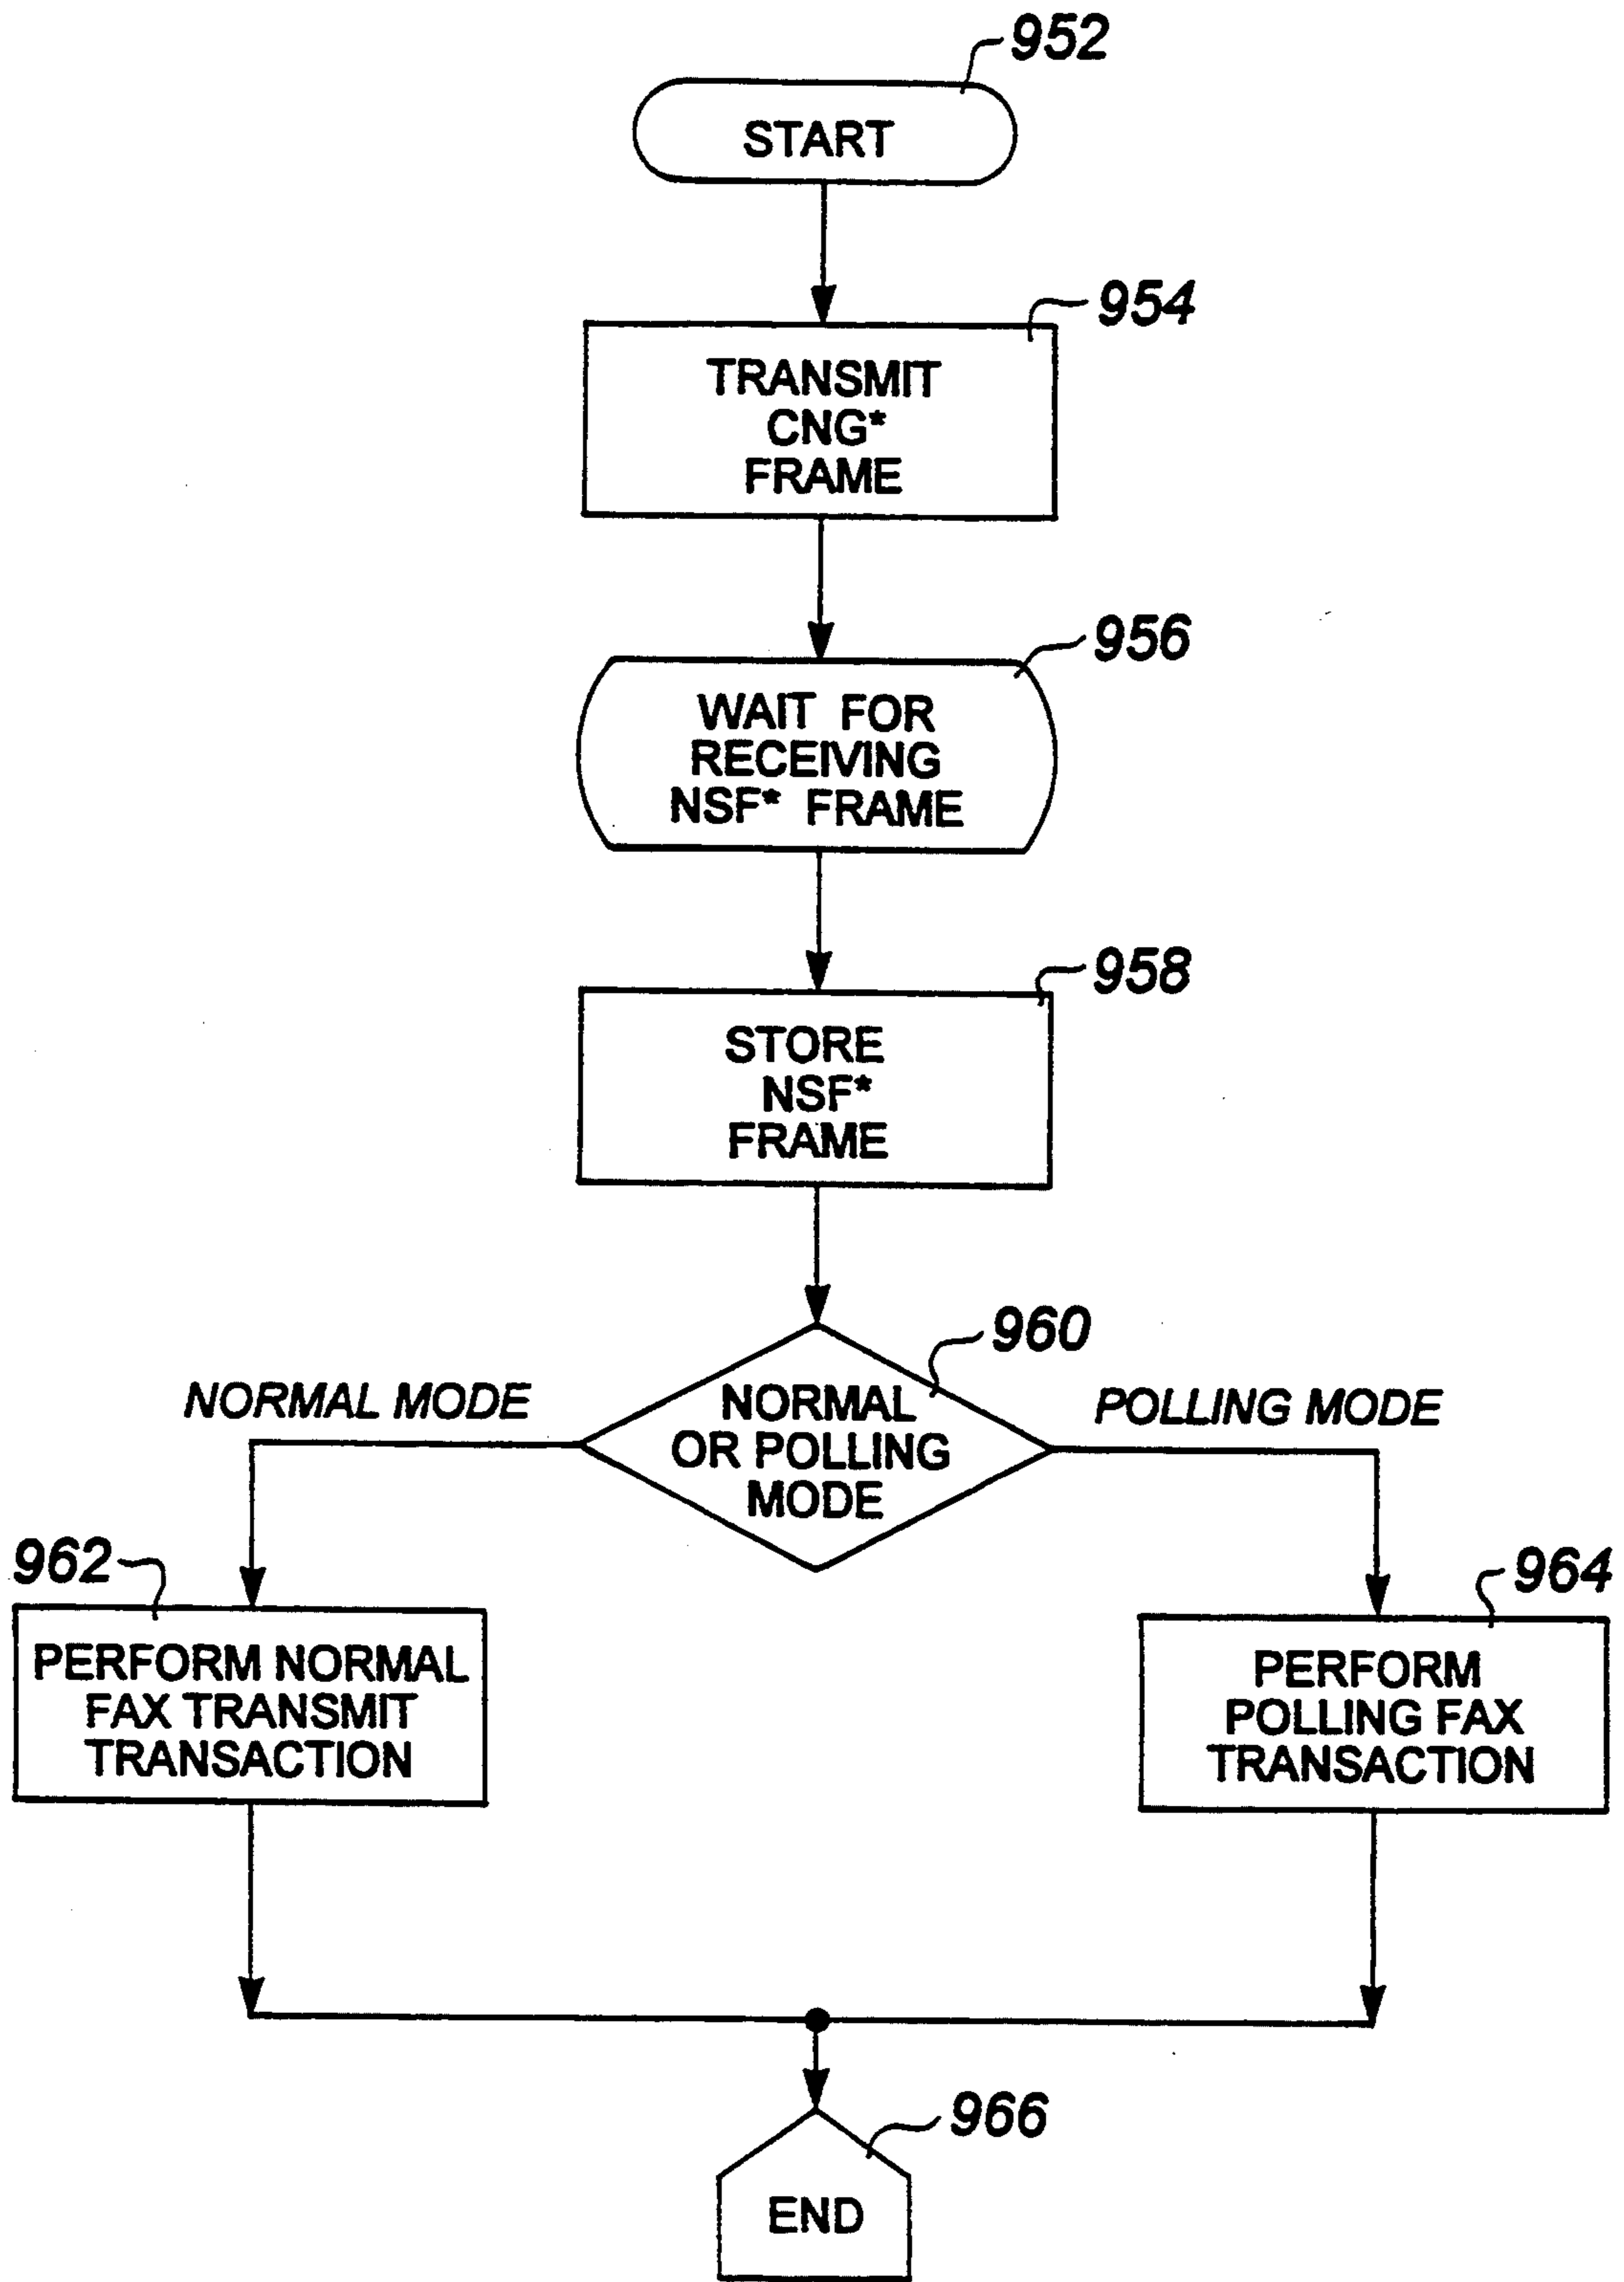 952
START
954
TRANSMIT
CNG*
FRAME
956
WAIT FOR
RECEIVING
NSF* FRAME
958
STORE
NSF*
FRAME
960
NORMAL MODE
NORMAL
OR POLLING
MODE
POLLING MODE
962
PERFORM NORMAL
FAX TRANSMIT
TRANSACTION
964
PERFORM
POLLING FAX
TRANSACTION
966
END